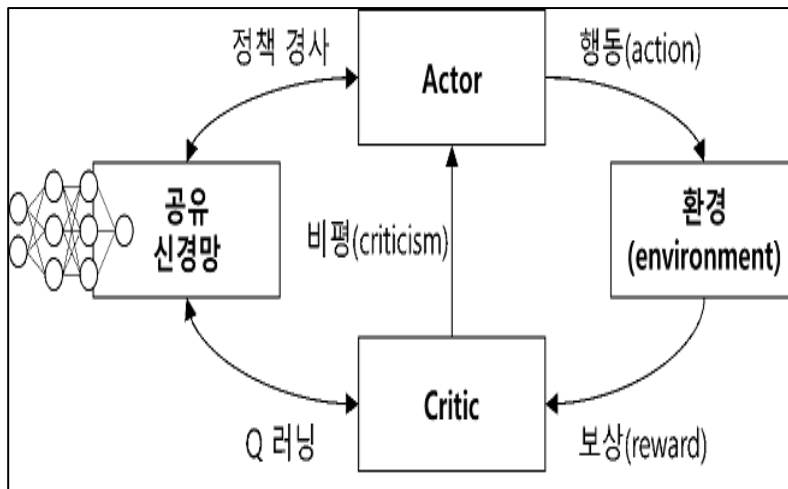 정책 경사
Actor
행동(action)
공유
신경망
비평(criticism)
환경
(environment)
Q 러닝
Critic
보상(reward)